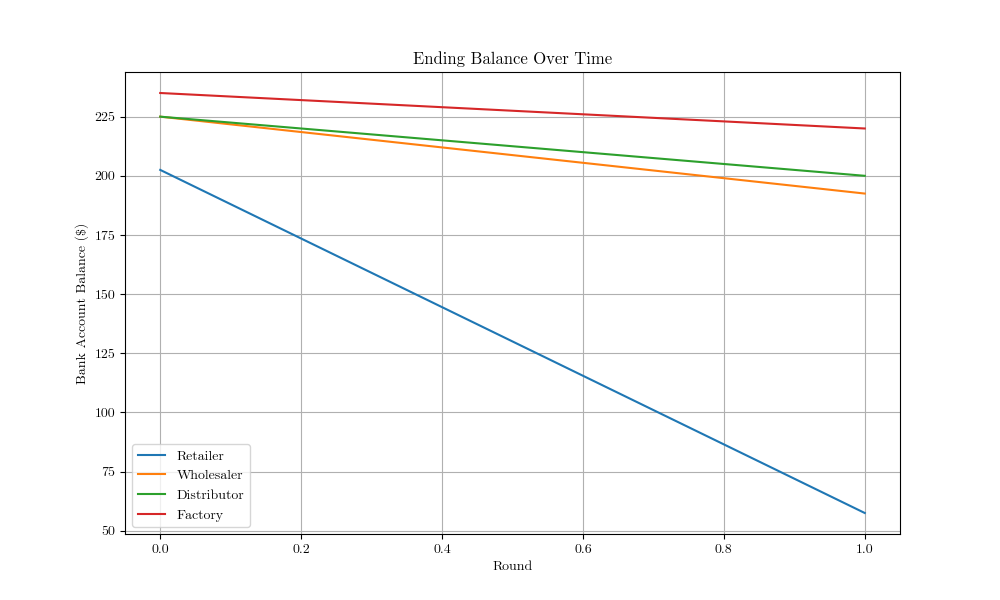 Ending Balance Over Time
Bank Account Balance ($)
225
200
175
150
125
100
75
50
Retailer
Wholesaler
Distributor
Factory
0.0 0.2 0.4 0.6 0.8 1.0
Round